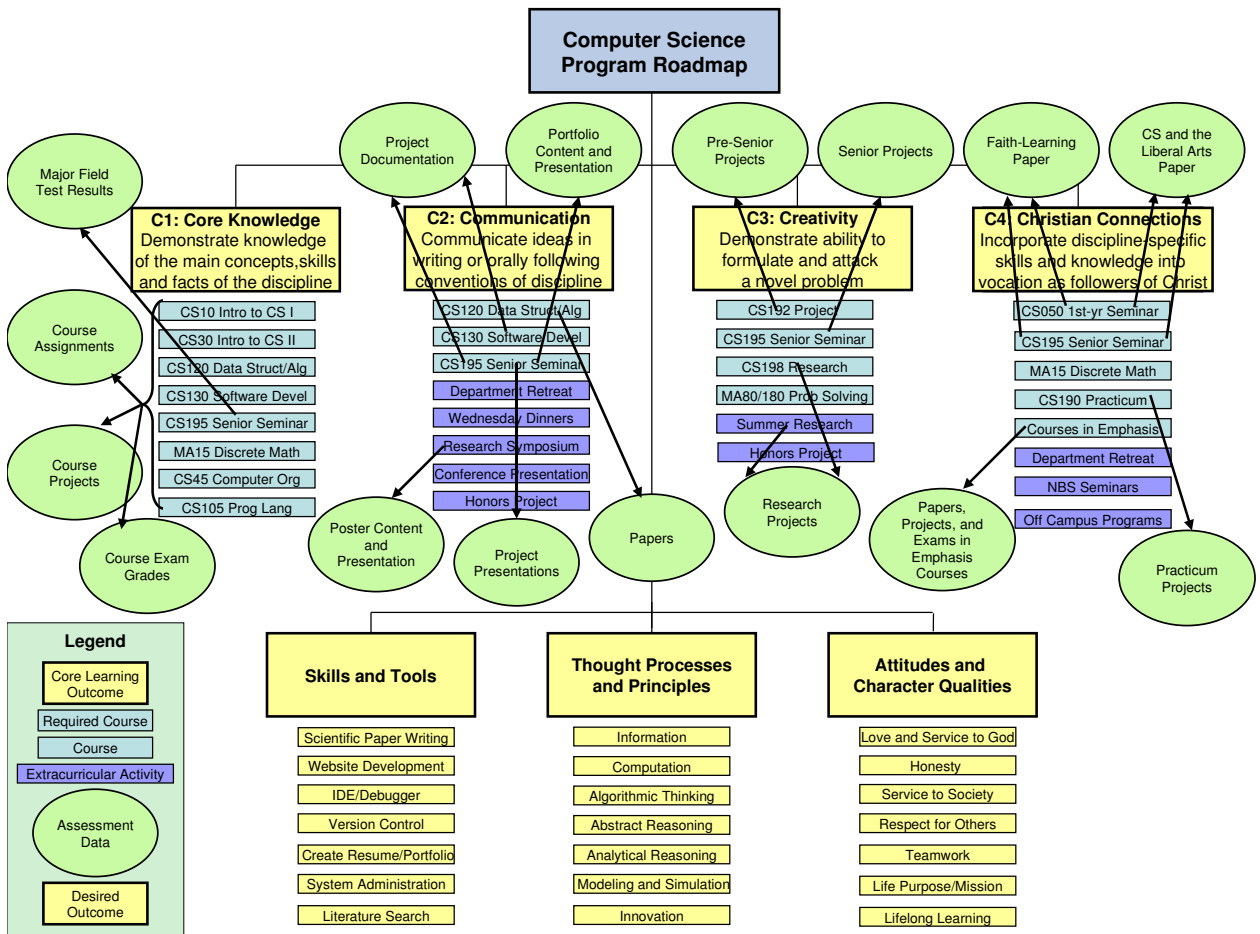 Computer Science
Program Roadmap
Major Field
Test Results
Project
Documentation
Portfolio
Content and
Presentation
Pre-Senior
Projects
Senior Projects
Faith-Learning
Paper
CS and the
Liberal Arts
Paper
C1: Core Knowledge
Demonstrate knowledge
of the main concepts,skills
and facts of the discipline
CS10 Intro to CS I
CS30 Intro to CS II
CS120 Data Struct/Alg
CS130 Software Devel
CS195 Senior Seminar
MA15 Discrete Math
CS45 Computer Org
CS105 Prog Lang
Course
Assignments
Course
Projects
Course Exam
Grades
C2: Communication
Communicate ideas in
writing or orally following
conventions of discipline
CS120 Data Struct/Alg
CS130 Software Devel
CS195 Senior Seminar
Department Retreat
Wednesday Dinners
Research Symposium
Conference Presentation
Honors Project
Poster Content
and
Presentation
Project
Presentations
Papers
C3: Creativity
Demonstrate ability to
formulate and attack
a novel problem
CS192 Project
CS195 Senior Seminar
CS198 Research
MA80/180 Prob Solving
Summer Research
Honors Project
Research
Projects
C4: Christian Connections
Incorporate discipline-specific
skills and knowledge into
vocation as followers of Christ
CS050 1st-yr Seminar
CS195 Senior Seminar
MA15 Discrete Math
CS190 Practicum
Courses in Emphasis
Department Retreat
NBS Seminars
Off Campus Programs
Papers,
Projects, and
Exams in
Emphasis
Courses
Practicum
Projects
Legend
Core Learning
Outcome
Required Course
Course
Extracurricular Activity
Assessment
Data
Desired
Outcome
Skills and Tools
Scientific Paper Writing
Website Development
IDE/Debugger
Version Control
Create Resume/Portfolio
System Administration
Literature Search
Thought Processes
and Principles
Information
Computation
Algorithmic Thinking
Abstract Reasoning
Analytical Reasoning
Modeling and Simulation
Innovation
Attitudes and
Character Qualities
Love and Service to God
Honesty
Service to Society
Respect for Others
Teamwork
Life Purpose/Mission
Lifelong Learning